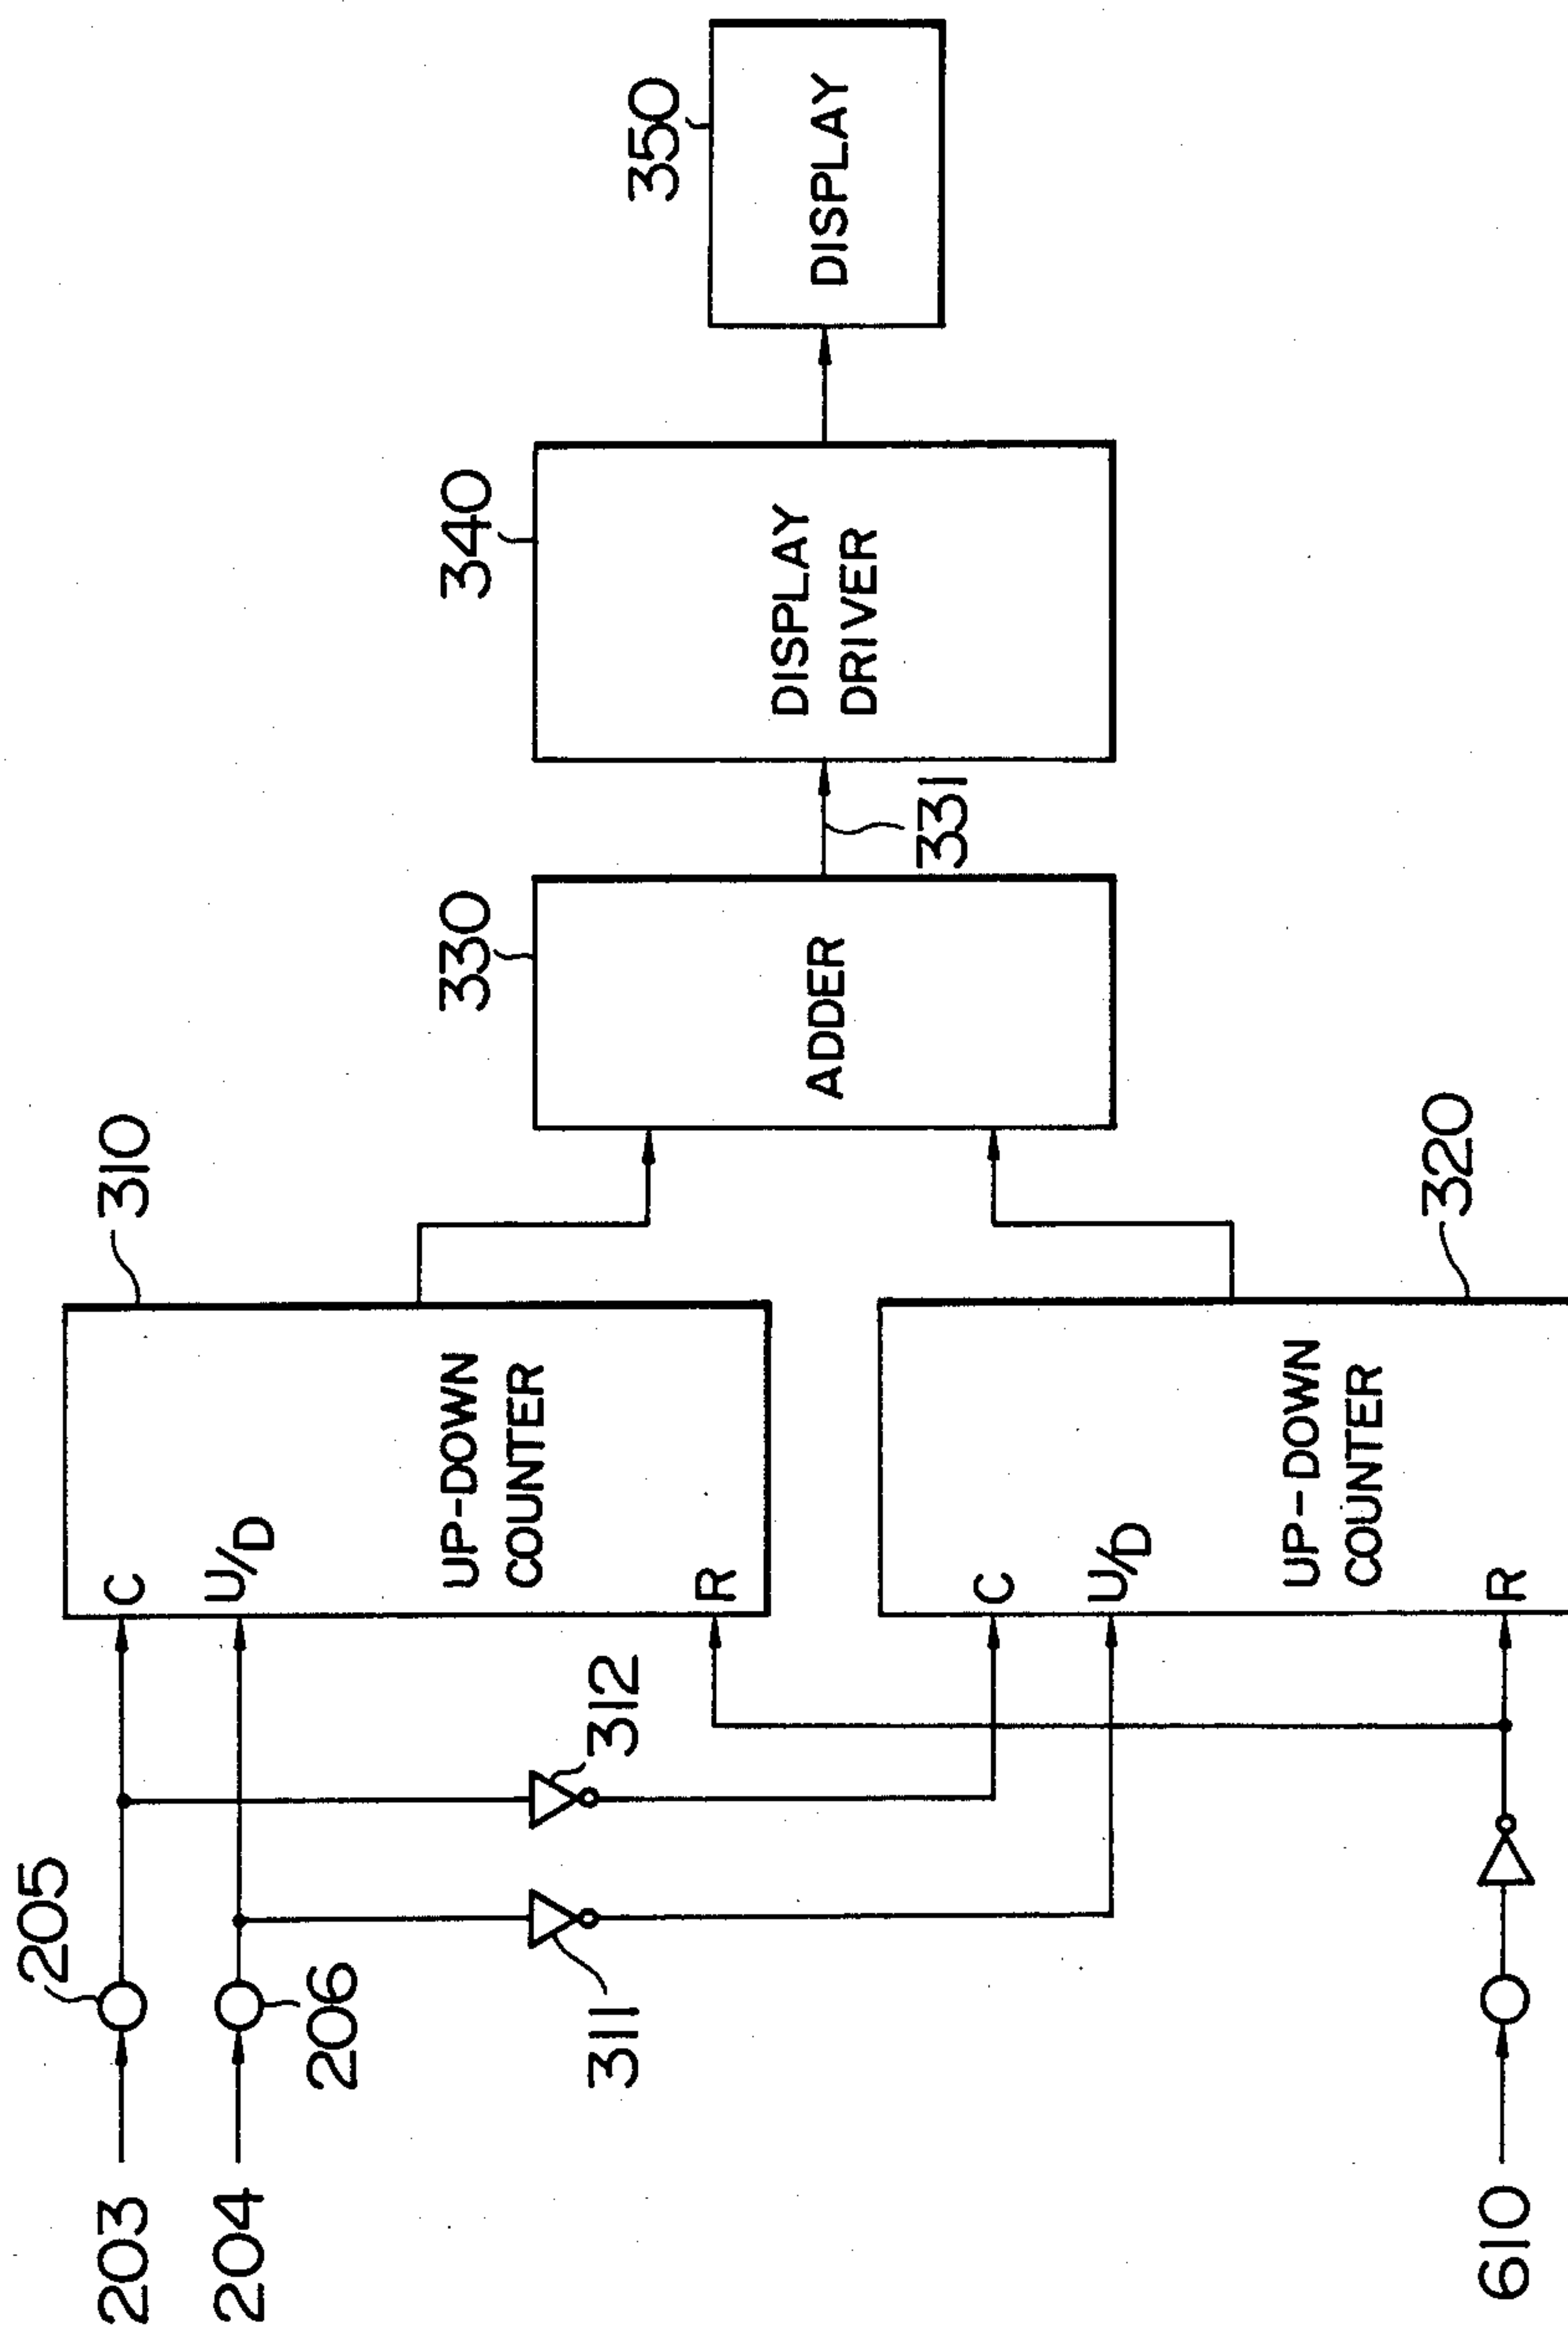 203
205
204
206
311
312
610
C
U/D
UP-DOWN
COUNTER
R
310
C
U/D
UP-DOWN
COUNTER
R
320
330
ADDER
331
340
DISPLAY
DRIVER
350
DISPLAY